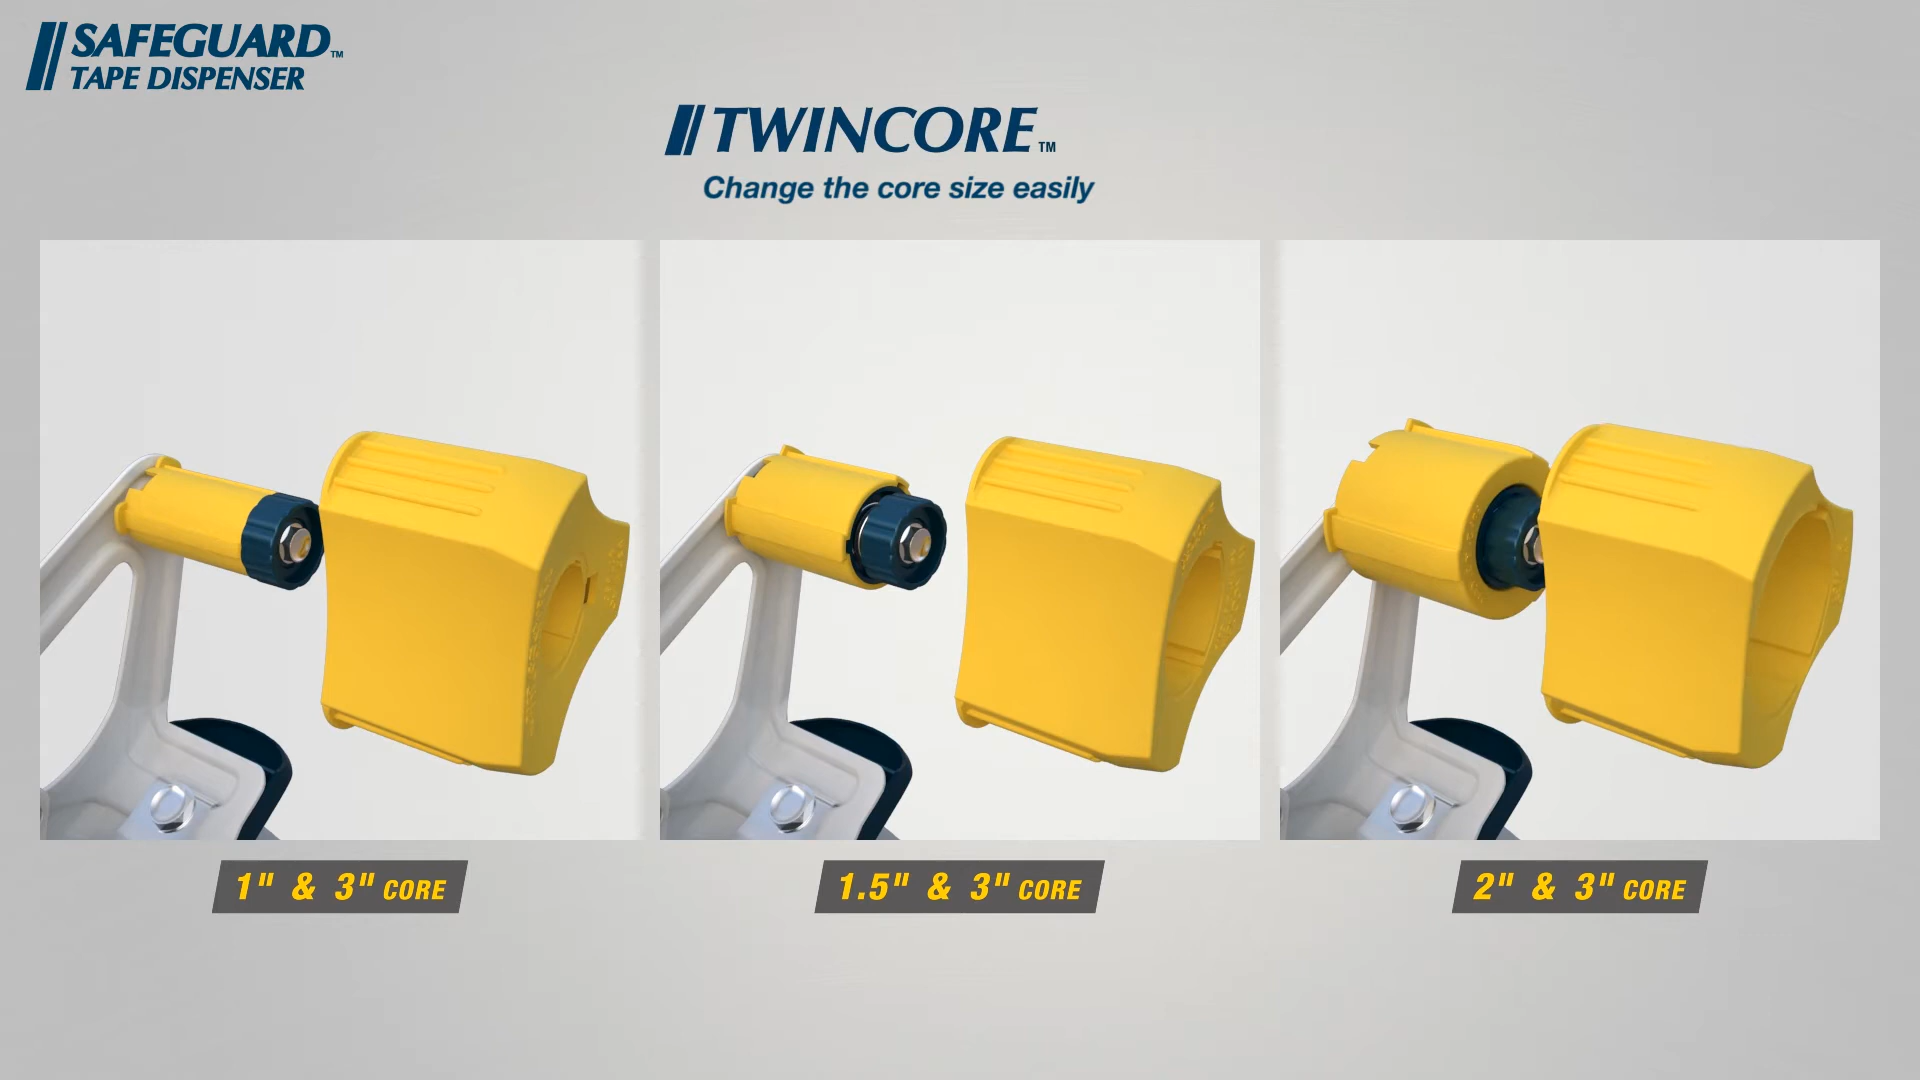 SAFEGUARD™
TAPE DISPENSER
TWINCORE™
Change the core size easily
1" & 3" CORE
1.5" & 3" CORE
2" & 3" CORE